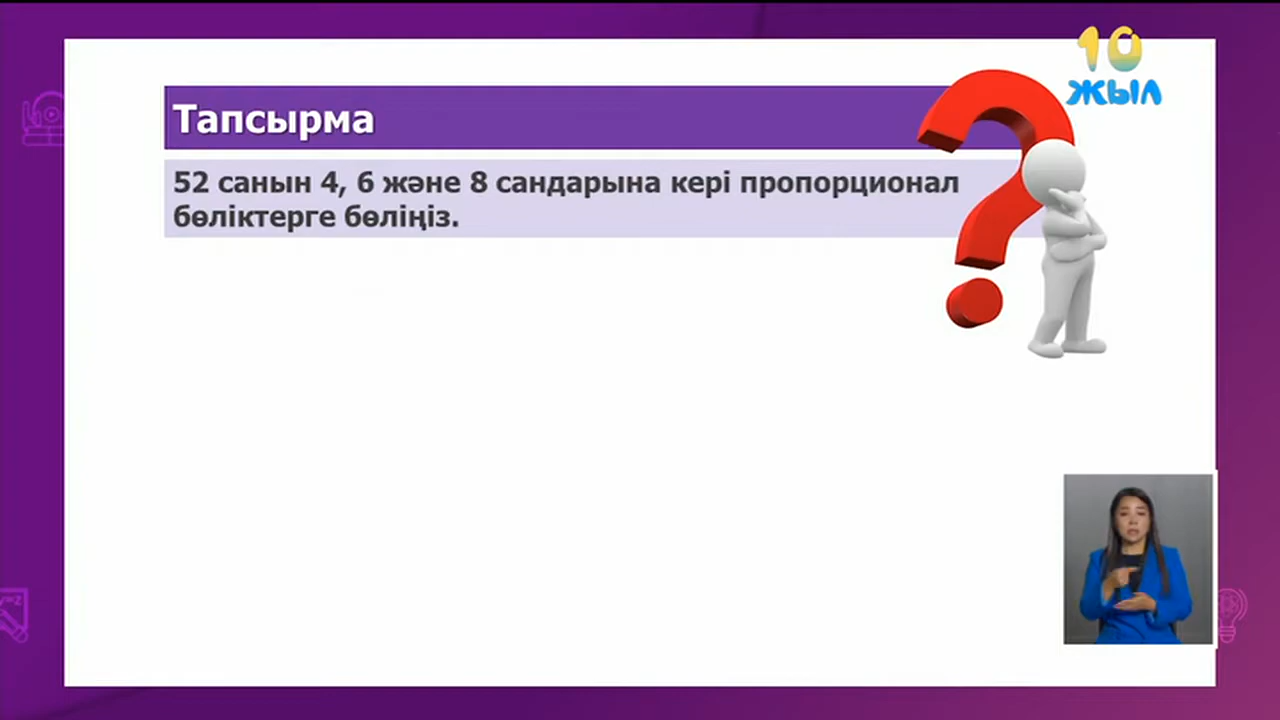 10
ЖЫЛ
Тапсырма
52 санын 4, 6 және 8 сандарына кері пропорционал
бөліктерге бөліңіз.